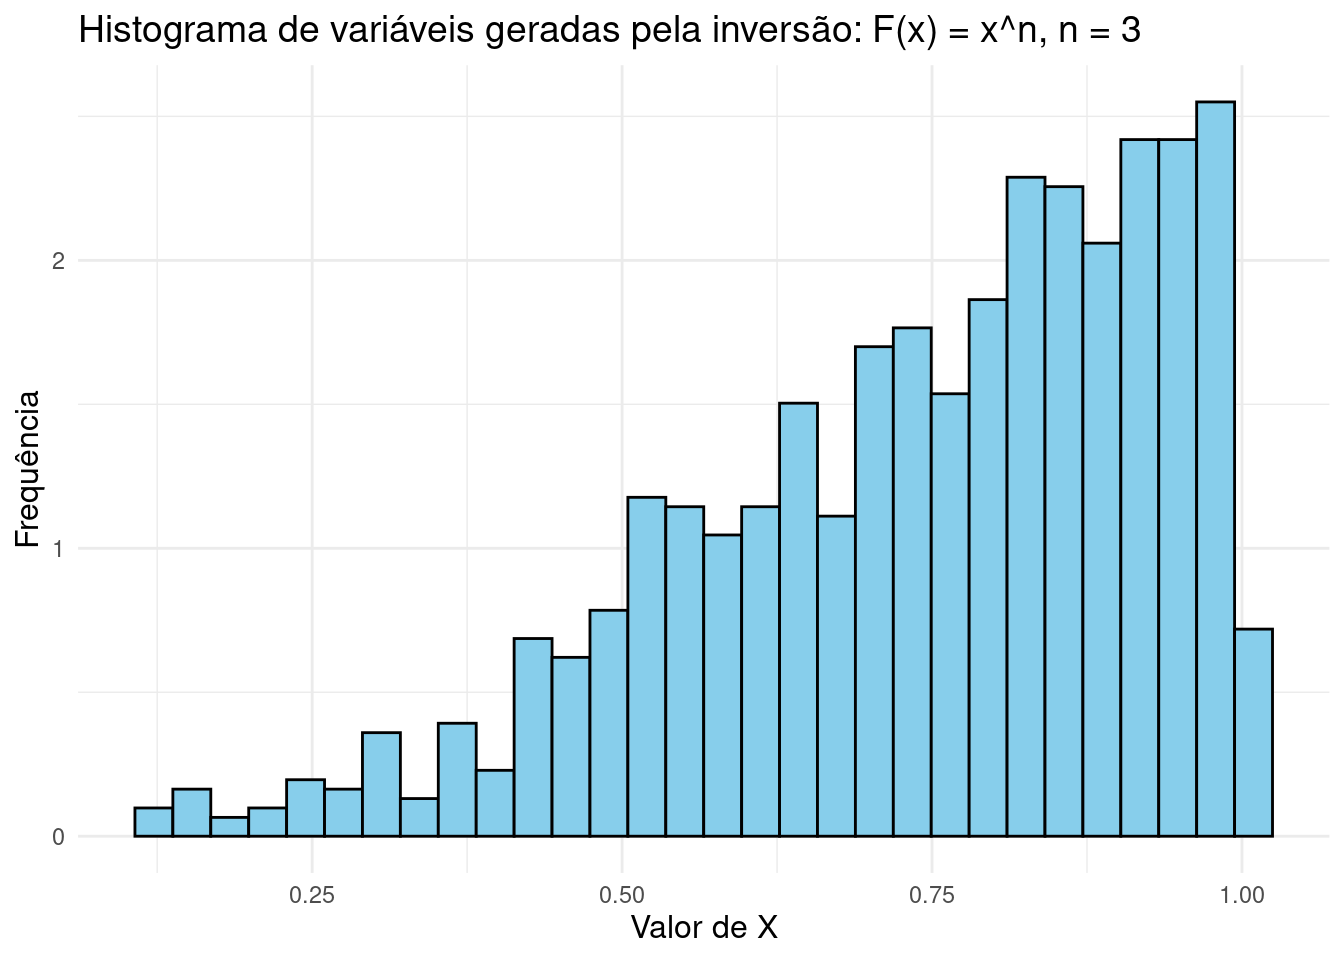 Histograma de variáveis geradas pela inversão: F(x) = x^n, n = 3
Frequência
2
1
0
0.25 0.50 0.75 1.00
Valor de X